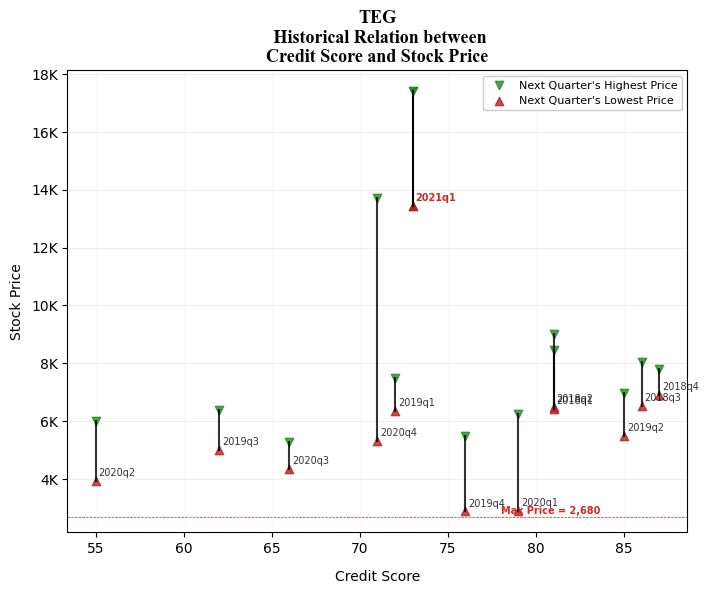 TEG
Historical Relation between
Credit Score and Stock Price
Next Quarter's Highest Price
Next Quarter's Lowest Price
18K
16K
14K
12K
10K
8K
6K
4K
Stock Price
2021q1
2018q4
2018q3
2018q2
2018q1
2019q1
2019q2
2020q4
2019q3
2020q3
2020q2
2019q4
2020q1
Price = 2,680
55
60
65
70
75
80
85
Credit Score